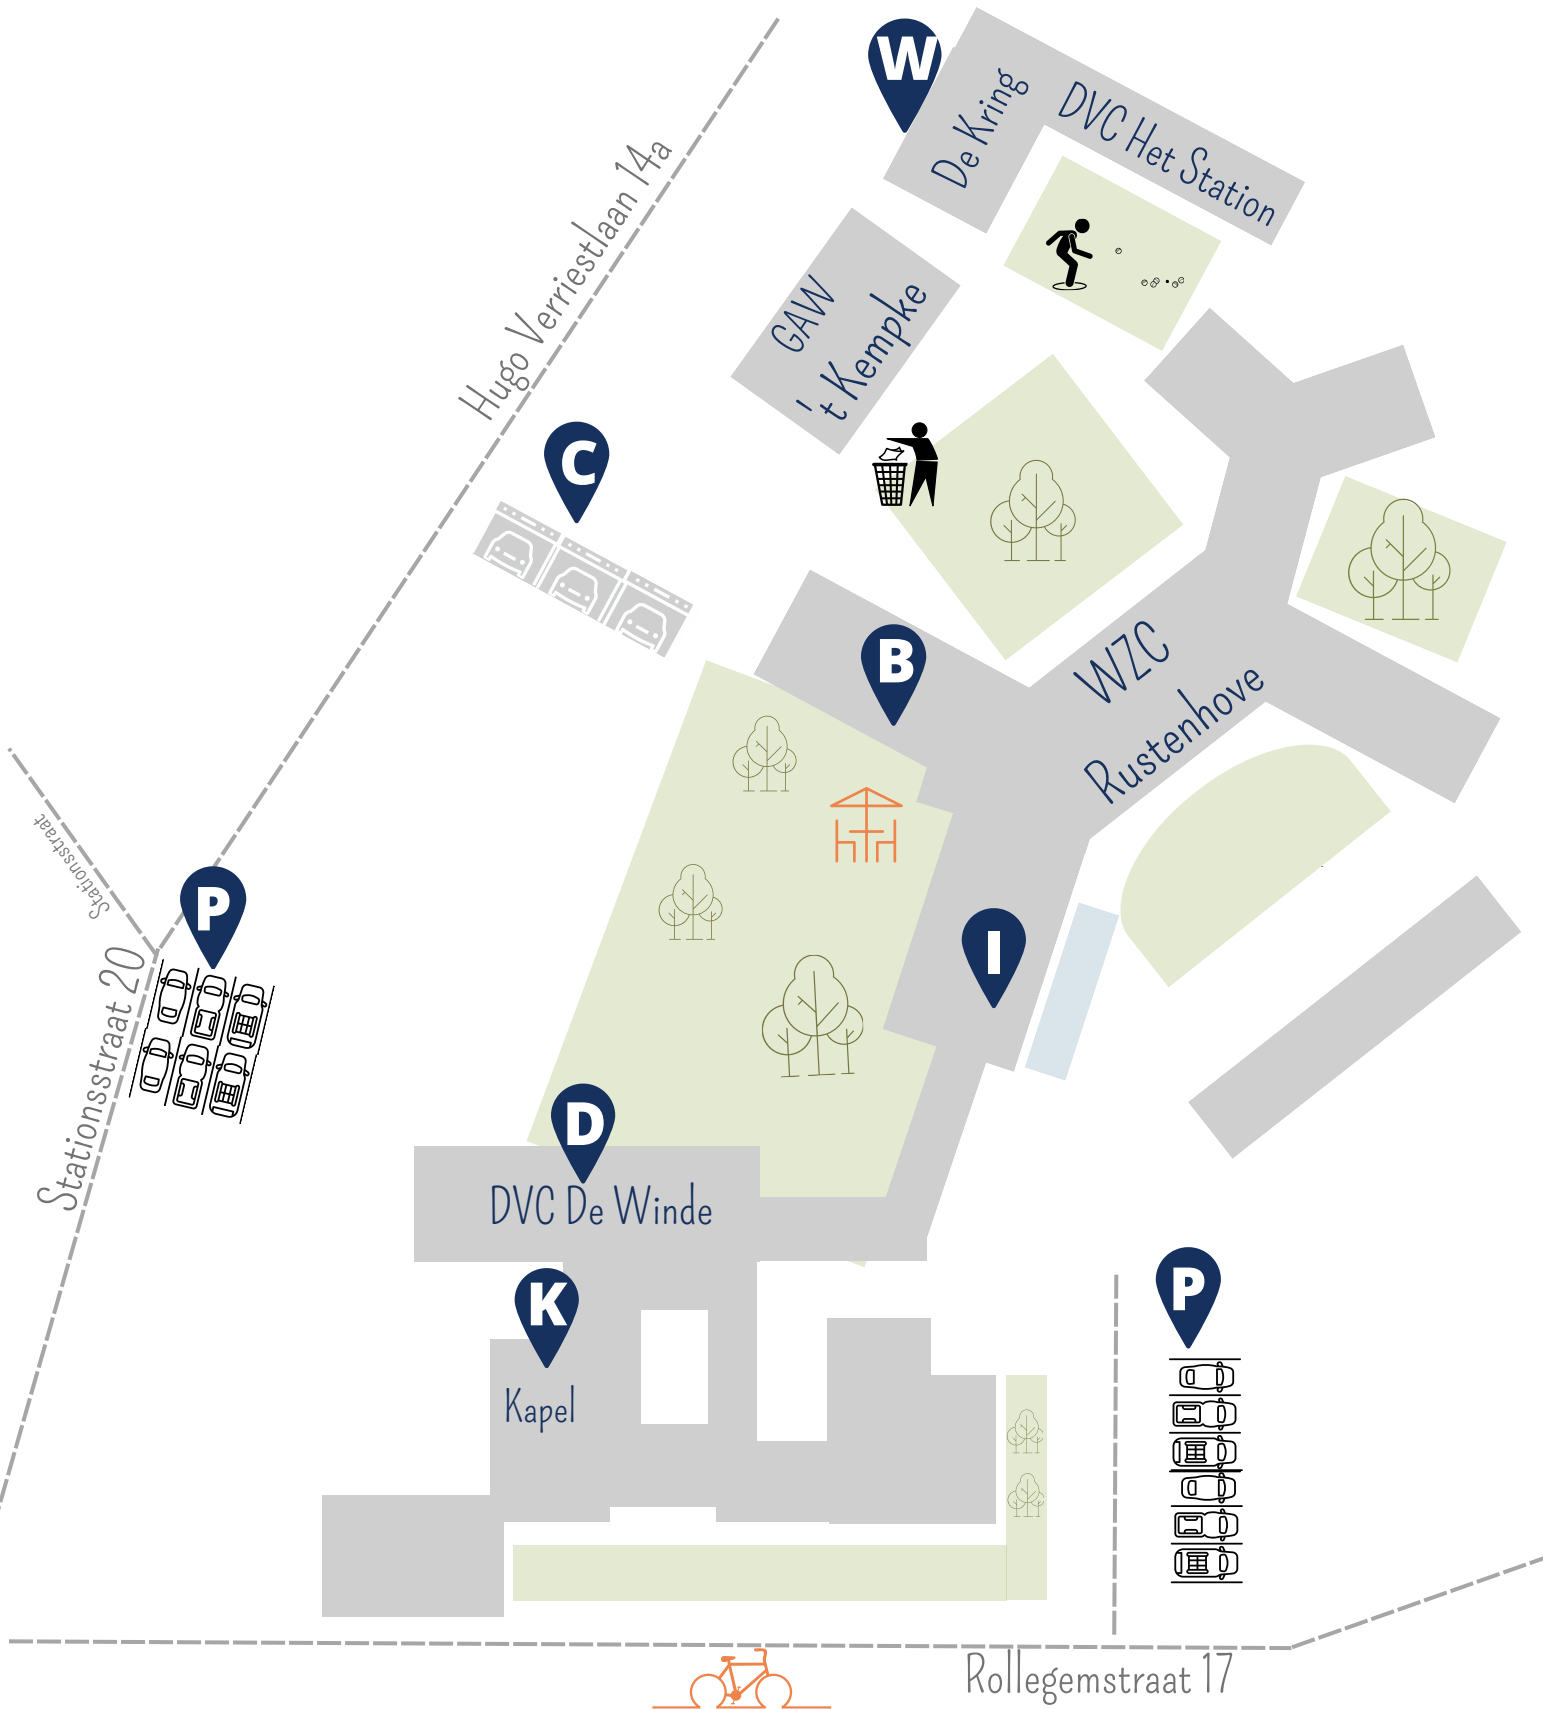 W
De Kring
DVC Het Station
Hugo Verriestlaan 14a
GAW
't Kempke
C
B
WZC
Rustenhove
Stationsstraat
P
Stationsstraat 20
I
D
DVC De Winde
K
Kapel
P
Rollegemstraat 17